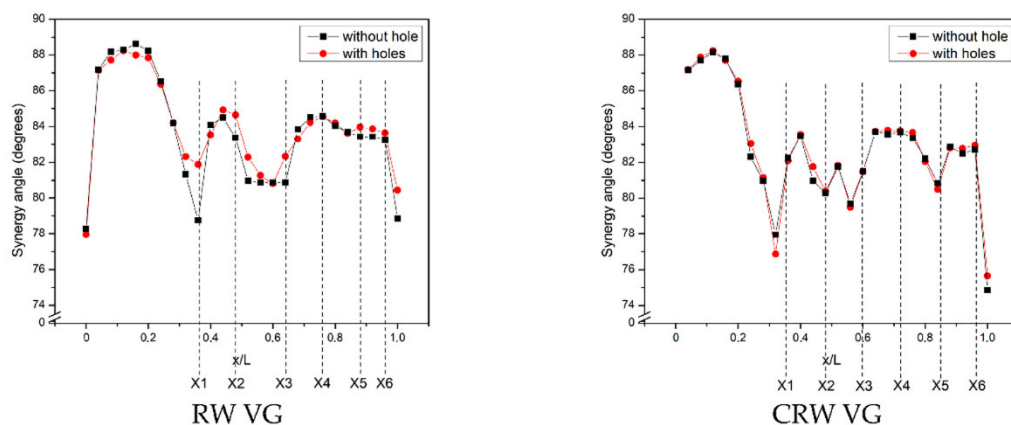 90
88
86
84
82
80
78
76
74
0
Synergy angle (degrees)
without hole
with holes
0 0.2 0.4 0.6 0.8 1.0
x/L
X1 X2 X3 X4 X5 X6
RW VG
90
88
86
84
82
80
78
76
74
0
Synergy angle (degrees)
without hole
with holes
0 0.2 0.4 0.6 0.8 1.0
x/L
X1 X2 X3 X4 X5 X6
CRW VG